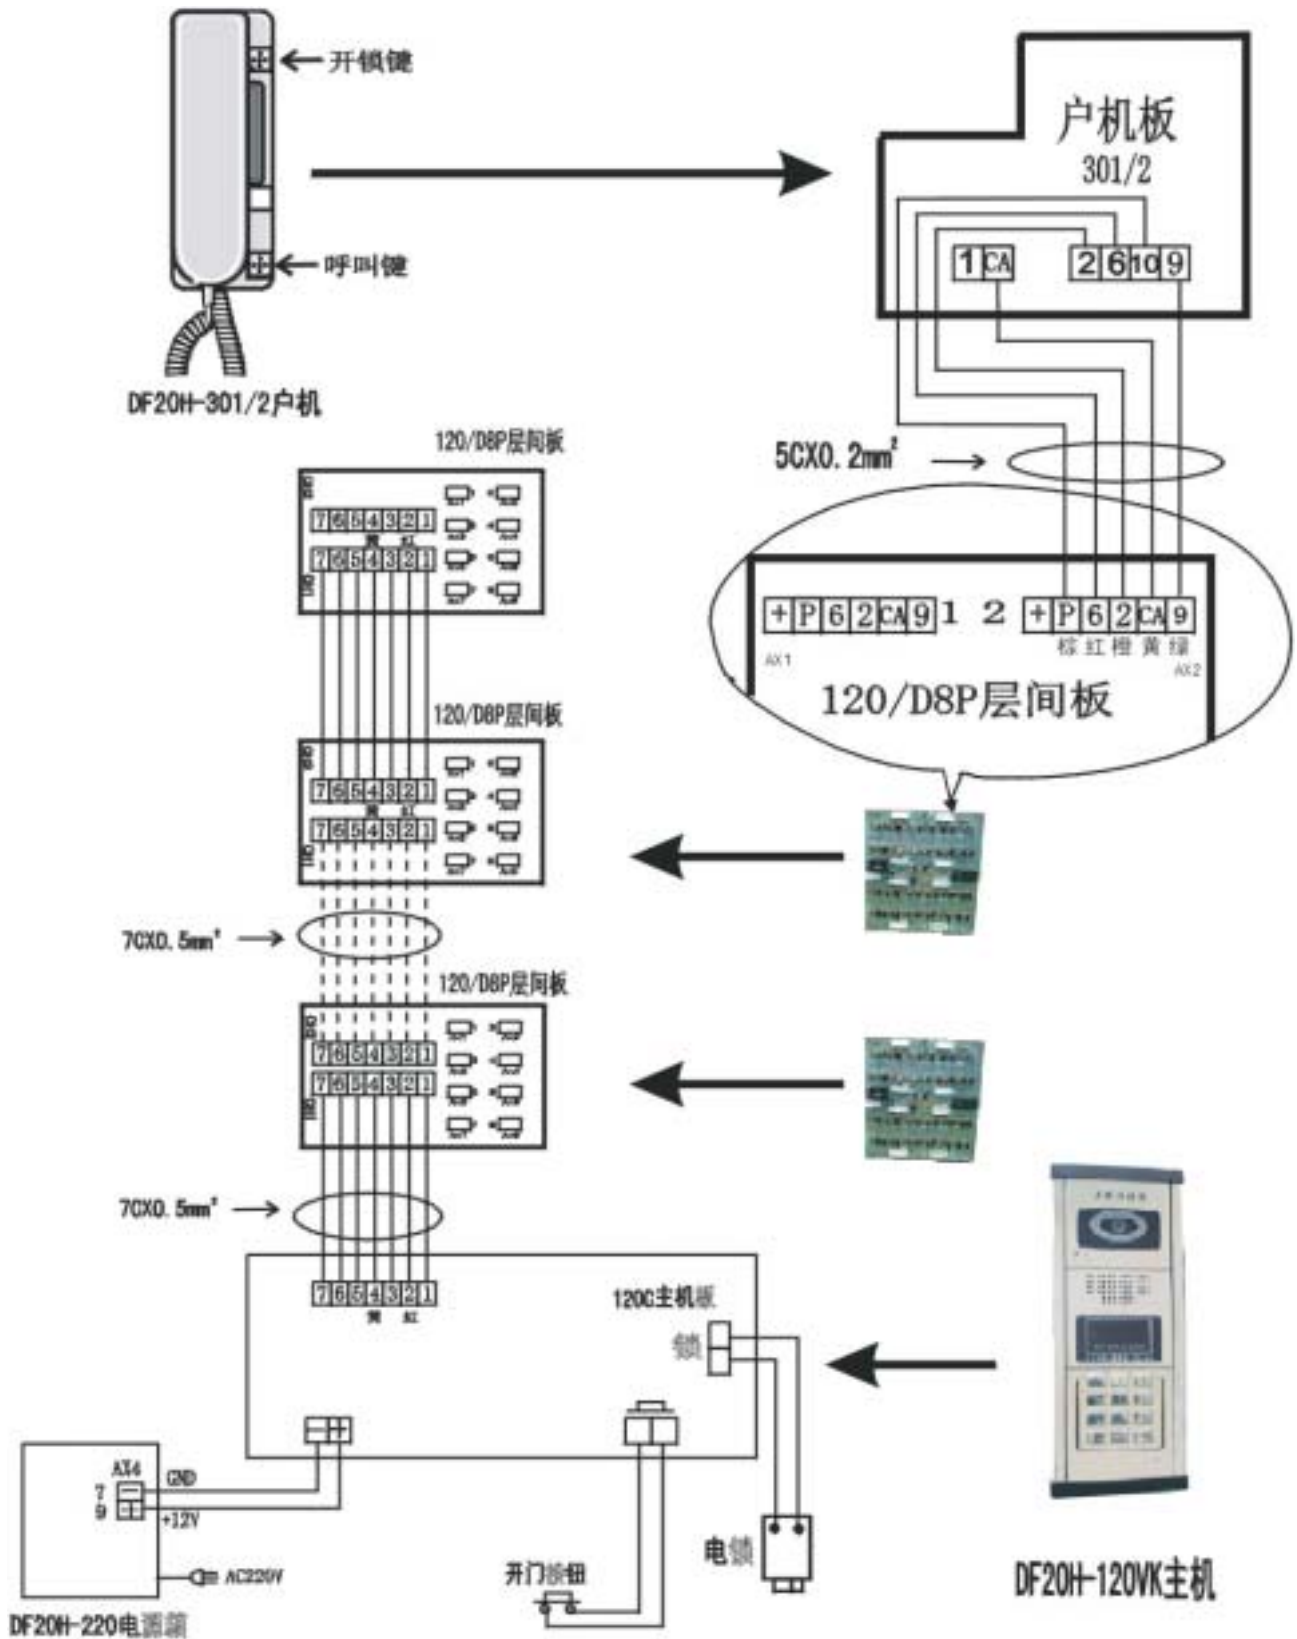 开锁键
呼叫键
DF20H-301/2户机
户机板
301/2
1 CA 2 6 10 9
5CX0.2mm²
+ P 6 2 CA 9 1 2 + P 6 2 CA 9
棕 红 橙 黄 绿
AX1 AX2
120/D8P层间板
120/D8P层间板
7 6 5 4 3 2 1
黄 红
7 6 5 4 3 2 1
120/D8P层间板
7 6 5 4 3 2 1
黄 红
7 6 5 4 3 2 1
7CX0.5mm²
120/D8P层间板
7 6 5 4 3 2 1
7 6 5 4 3 2 1
7CX0.5mm²
7 6 5 4 3 2 1
黄 红
120C主机板
锁
- +
AX4
7 - GND
9 + +12V
AC220V
DF20H-220电源箱
开门按钮
电锁
DF20H-120VK主机